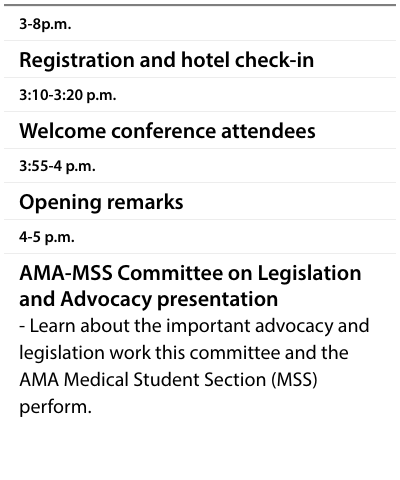 3-8p.m.
Registration and hotel check-in
3:10-3:20 p.m.
Welcome conference attendees
3:55-4 p.m.
Opening remarks
4-5 p.m.
AMA-MSS Committee on Legislation
and Advocacy presentation
- Learn about the important advocacy and
legislation work this committee and the
AMA Medical Student Section (MSS)
perform.